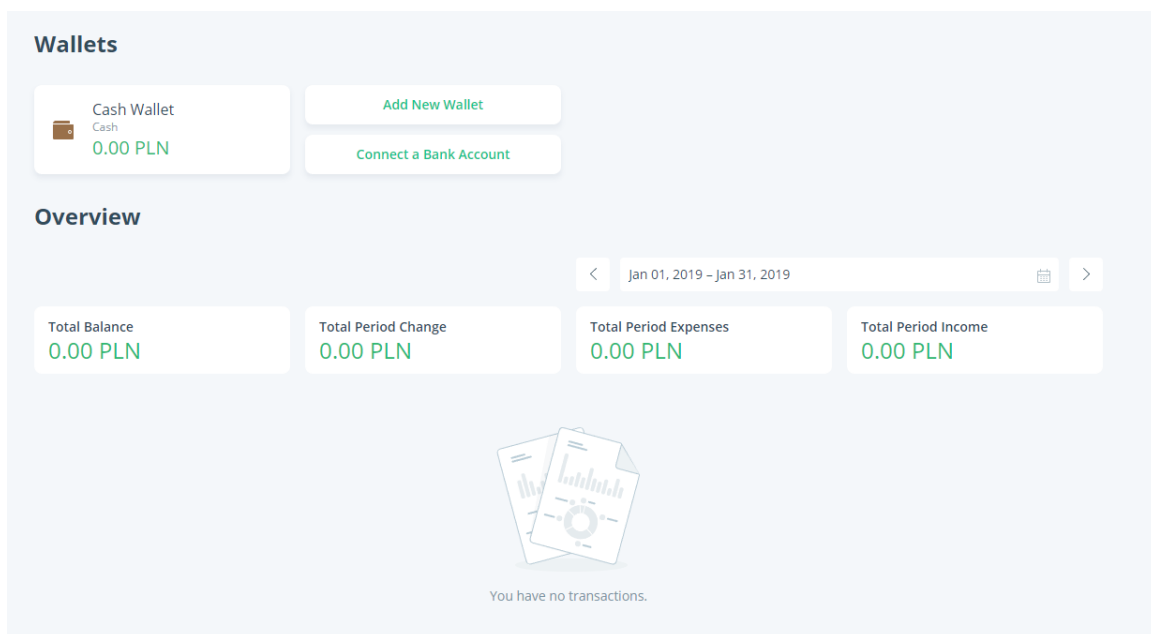 Wallets
Cash Wallet
Cash
0.00 PLN
Add New Wallet
Connect a Bank Account
Overview
Jan 01, 2019 – Jan 31, 2019
Total Balance
0.00 PLN
Total Period Change
0.00 PLN
Total Period Expenses
0.00 PLN
Total Period Income
0.00 PLN
You have no transactions.